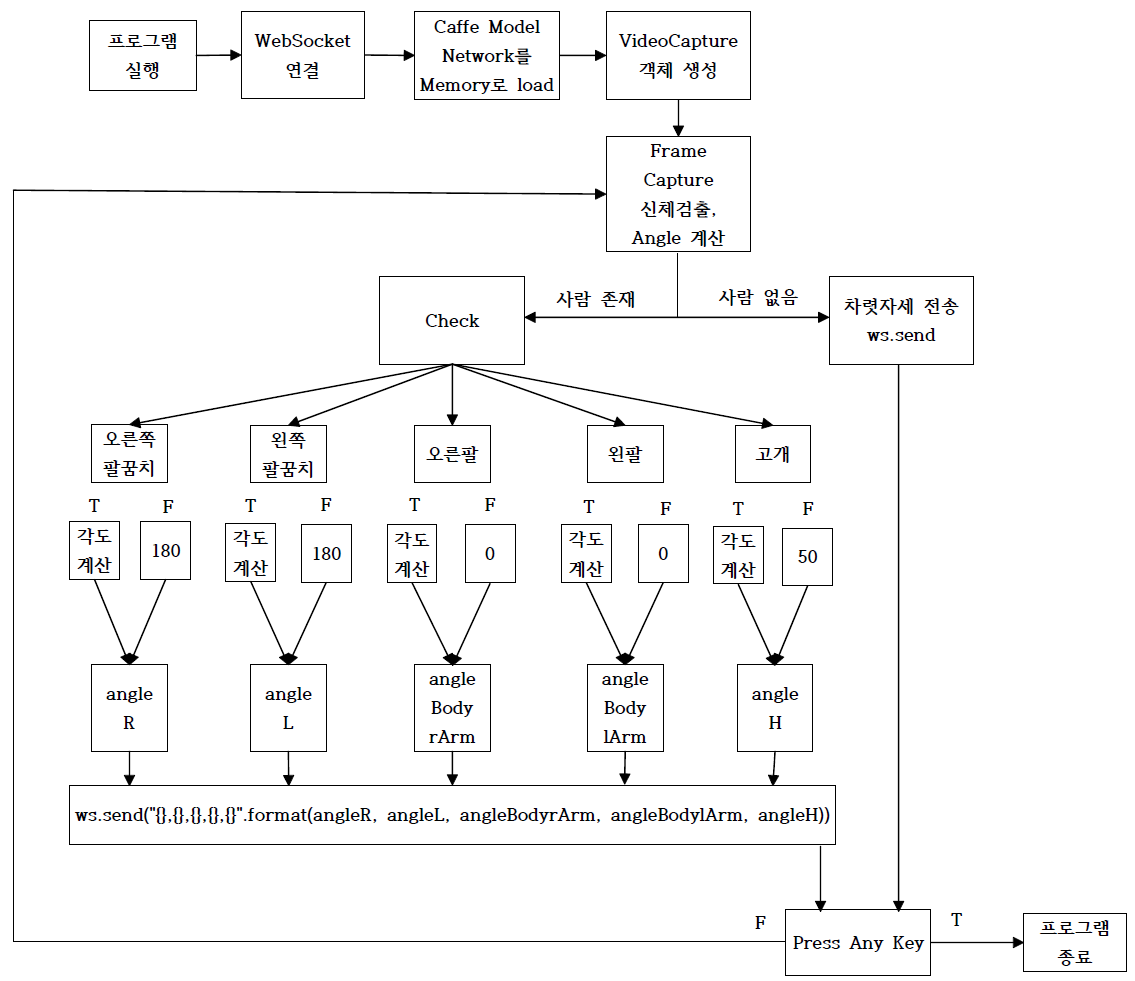 프로그램
실행
WebSocket
연결
Caffe Model
Network를
Memory로 load
VideoCapture
객체 생성
Frame
Capture
신체검출,
Angle 계산
사람 존재
사람 없음
Check
차렷자세 전송
ws.send
오른쪽
팔꿈치
왼쪽
팔꿈치
오른팔
왼팔
고개
T
F
T
F
T
F
T
F
T
F
각도
계산
180
각도
계산
180
각도
계산
0
각도
계산
0
각도
계산
50
angle
R
angle
L
angle
Body
rArm
angle
Body
lArm
angle
H
ws.send("{},{},{},{},{}".format(angleR, angleL, angleBodyrArm, angleBodylArm, angleH))
F
Press Any Key
T
프로그램
종료